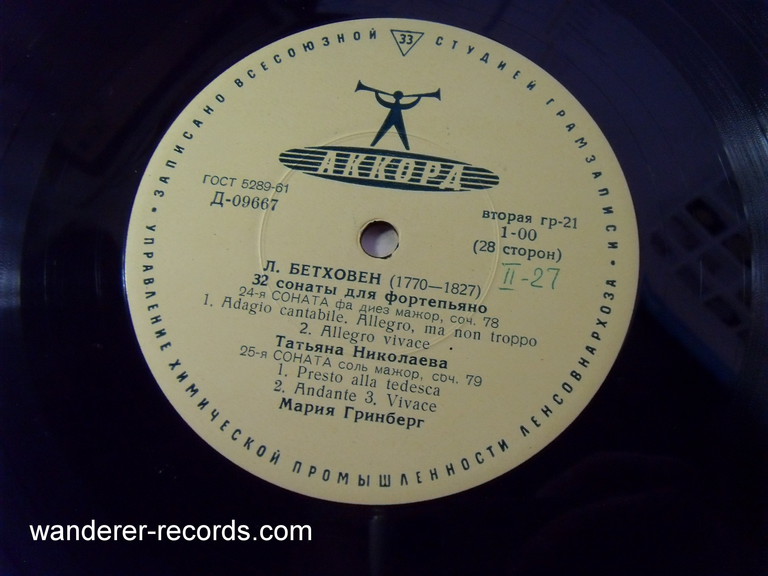 • ЗАПИСАНО ВСЕСОЮЗНОЙ 33 СТУДИЕЙ ГРАМЗАПИСИ •
АККОРД
ГОСТ 5289-61
Д-09667
вторая гр-21
1-00
(28 сторон)
II-27
Л. БЕТХОВЕН (1770—1827)
32 сонаты для фортепьяно
24-я СОНАТА фа диез мажор, соч. 78
1. Adagio cantabile. Allegro, ma non troppo
2. Allegro vivace
Татьяна Николаева
25-я СОНАТА соль мажор, соч. 79
1. Presto alla tedesca
2. Andante 3. Vivace
Мария Гринберг
УПРАВЛЕНИЕ ХИМИЧЕСКОЙ ПРОМЫШЛЕННОСТИ ЛЕНСОВНАРХОЗА
wanderer-records.com